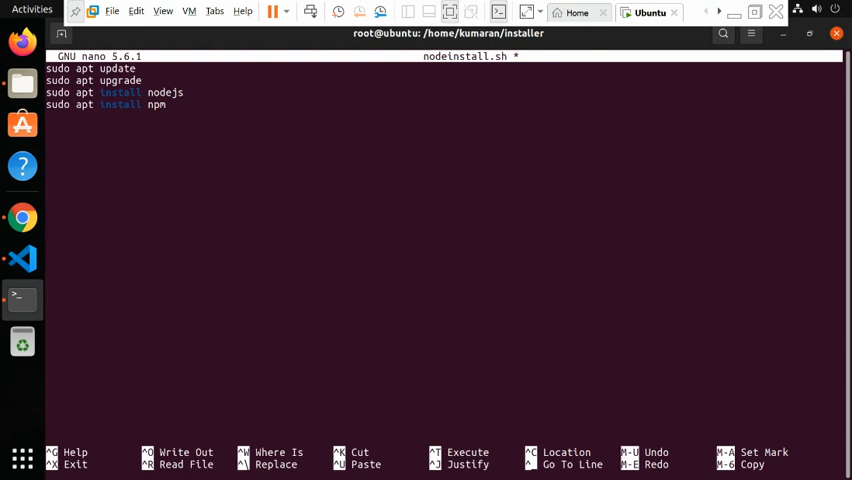 Activities
File Edit View VM Tabs Help
Home
Ubuntu
root@ubuntu: /home/kumaran/installer
GNU nano 5.6.1 nodeinstall.sh *
sudo apt update
sudo apt upgrade
sudo apt install nodejs
sudo apt install npm
^G Help ^O Write Out ^W Where Is ^K Cut ^T Execute ^C Location M-U Undo M-A Set Mark
^X Exit ^R Read File ^\ Replace ^U Paste ^J Justify ^_ Go To Line M-E Redo M-6 Copy